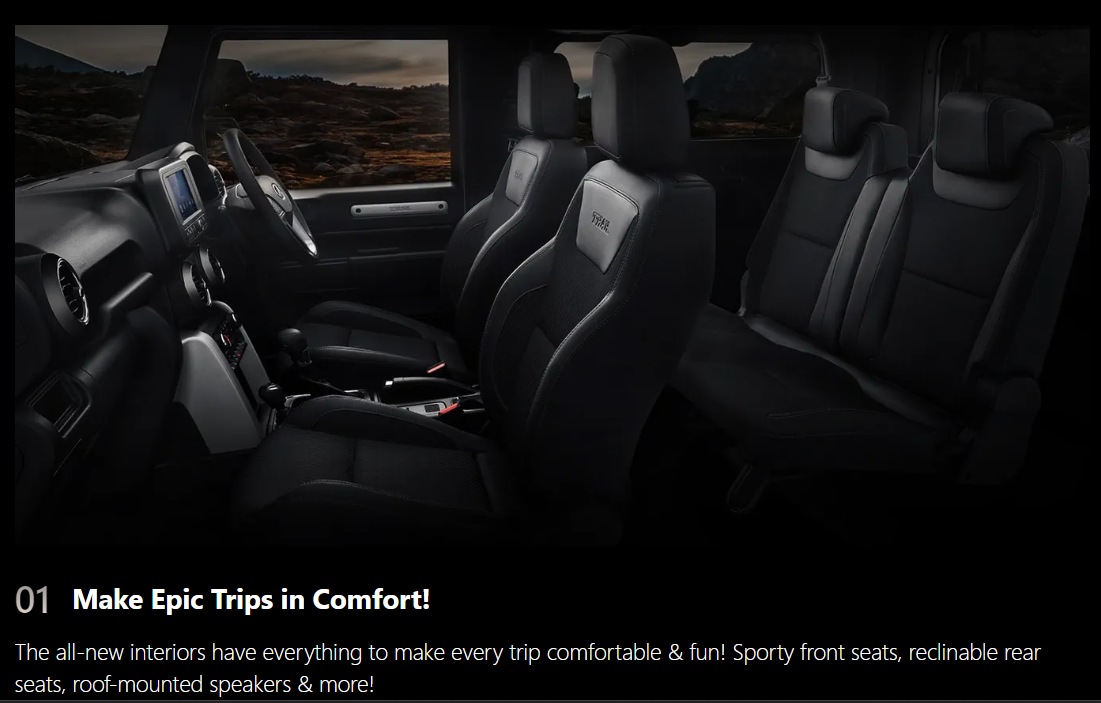 01 Make Epic Trips in Comfort!
The all-new interiors have everything to make every trip comfortable & fun! Sporty front seats, reclinable rear
seats, roof-mounted speakers & more!